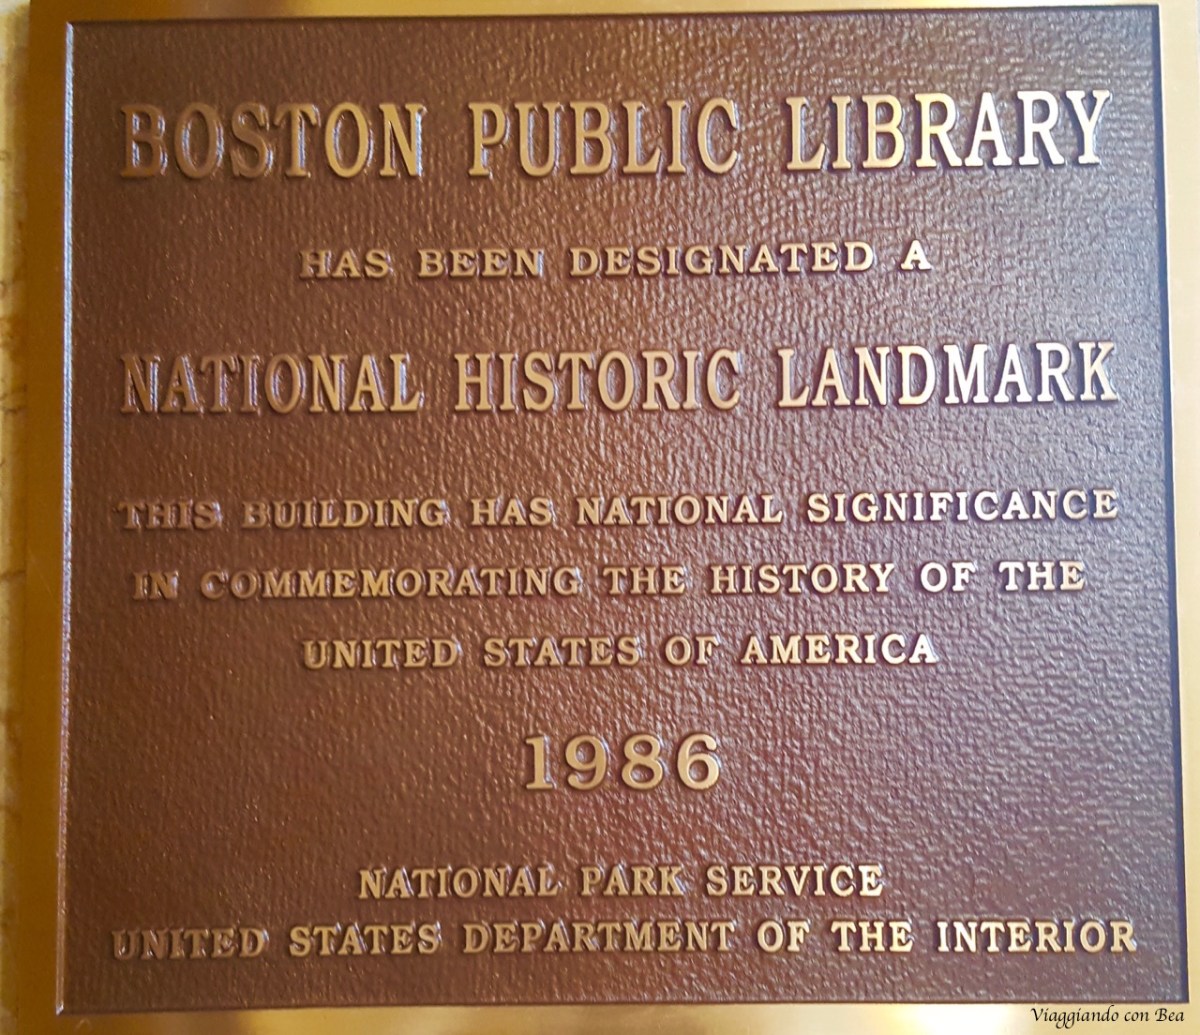 BOSTON PUBLIC LIBRARY
HAS BEEN DESIGNATED A
NATIONAL HISTORIC LANDMARK
THIS BUILDING HAS NATIONAL SIGNIFICANCE
IN COMMEMORATING THE HISTORY OF THE
UNITED STATES OF AMERICA
1986
NATIONAL PARK SERVICE
UNITED STATES DEPARTMENT OF THE INTERIOR
Viaggiando con Bea